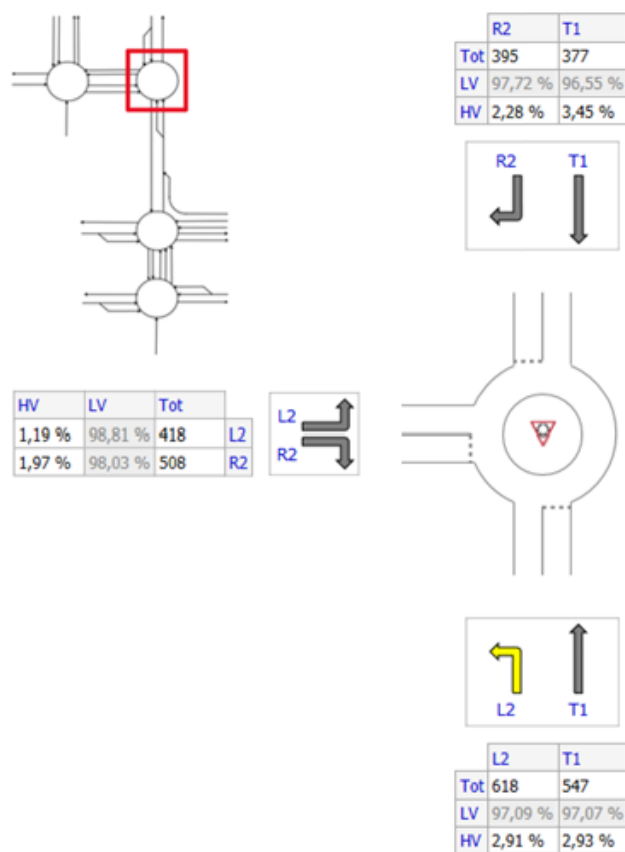 R2 T1
Tot 395 377
LV 97,72 % 96,55 %
HV 2,28 % 3,45 %
R2 T1
HV LV Tot
1,19 % 98,81 % 418 L2
1,97 % 98,03 % 508 R2
L2
R2
L2 T1
L2 T1
Tot 618 547
LV 97,09 % 97,07 %
HV 2,91 % 2,93 %